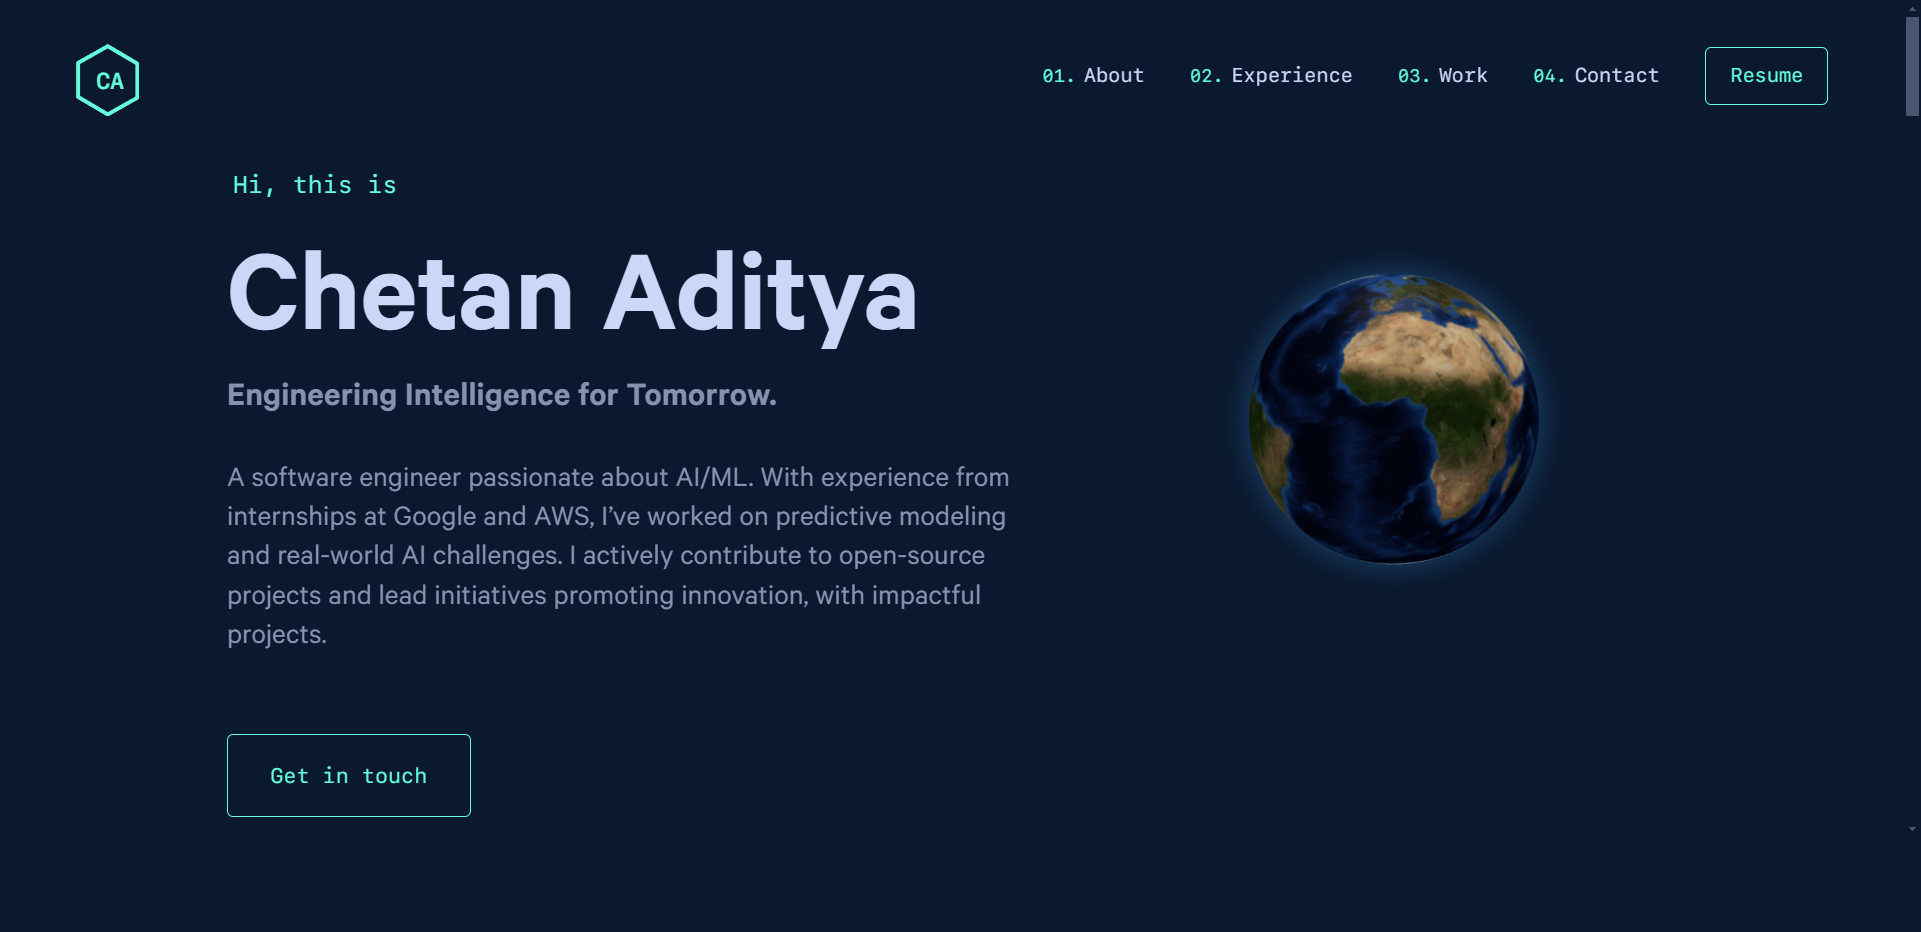 CA
01. About 02. Experience 03. Work 04. Contact Resume
Hi, this is
Chetan Aditya
Engineering Intelligence for Tomorrow.
A software engineer passionate about AI/ML. With experience from
internships at Google and AWS, I’ve worked on predictive modeling
and real-world AI challenges. I actively contribute to open-source
projects and lead initiatives promoting innovation, with impactful
projects.
Get in touch